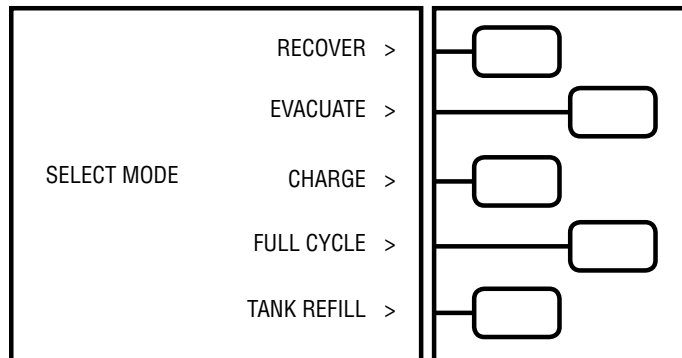 RECOVER >
EVACUATE >
SELECT MODE CHARGE >
FULL CYCLE >
TANK REFILL >